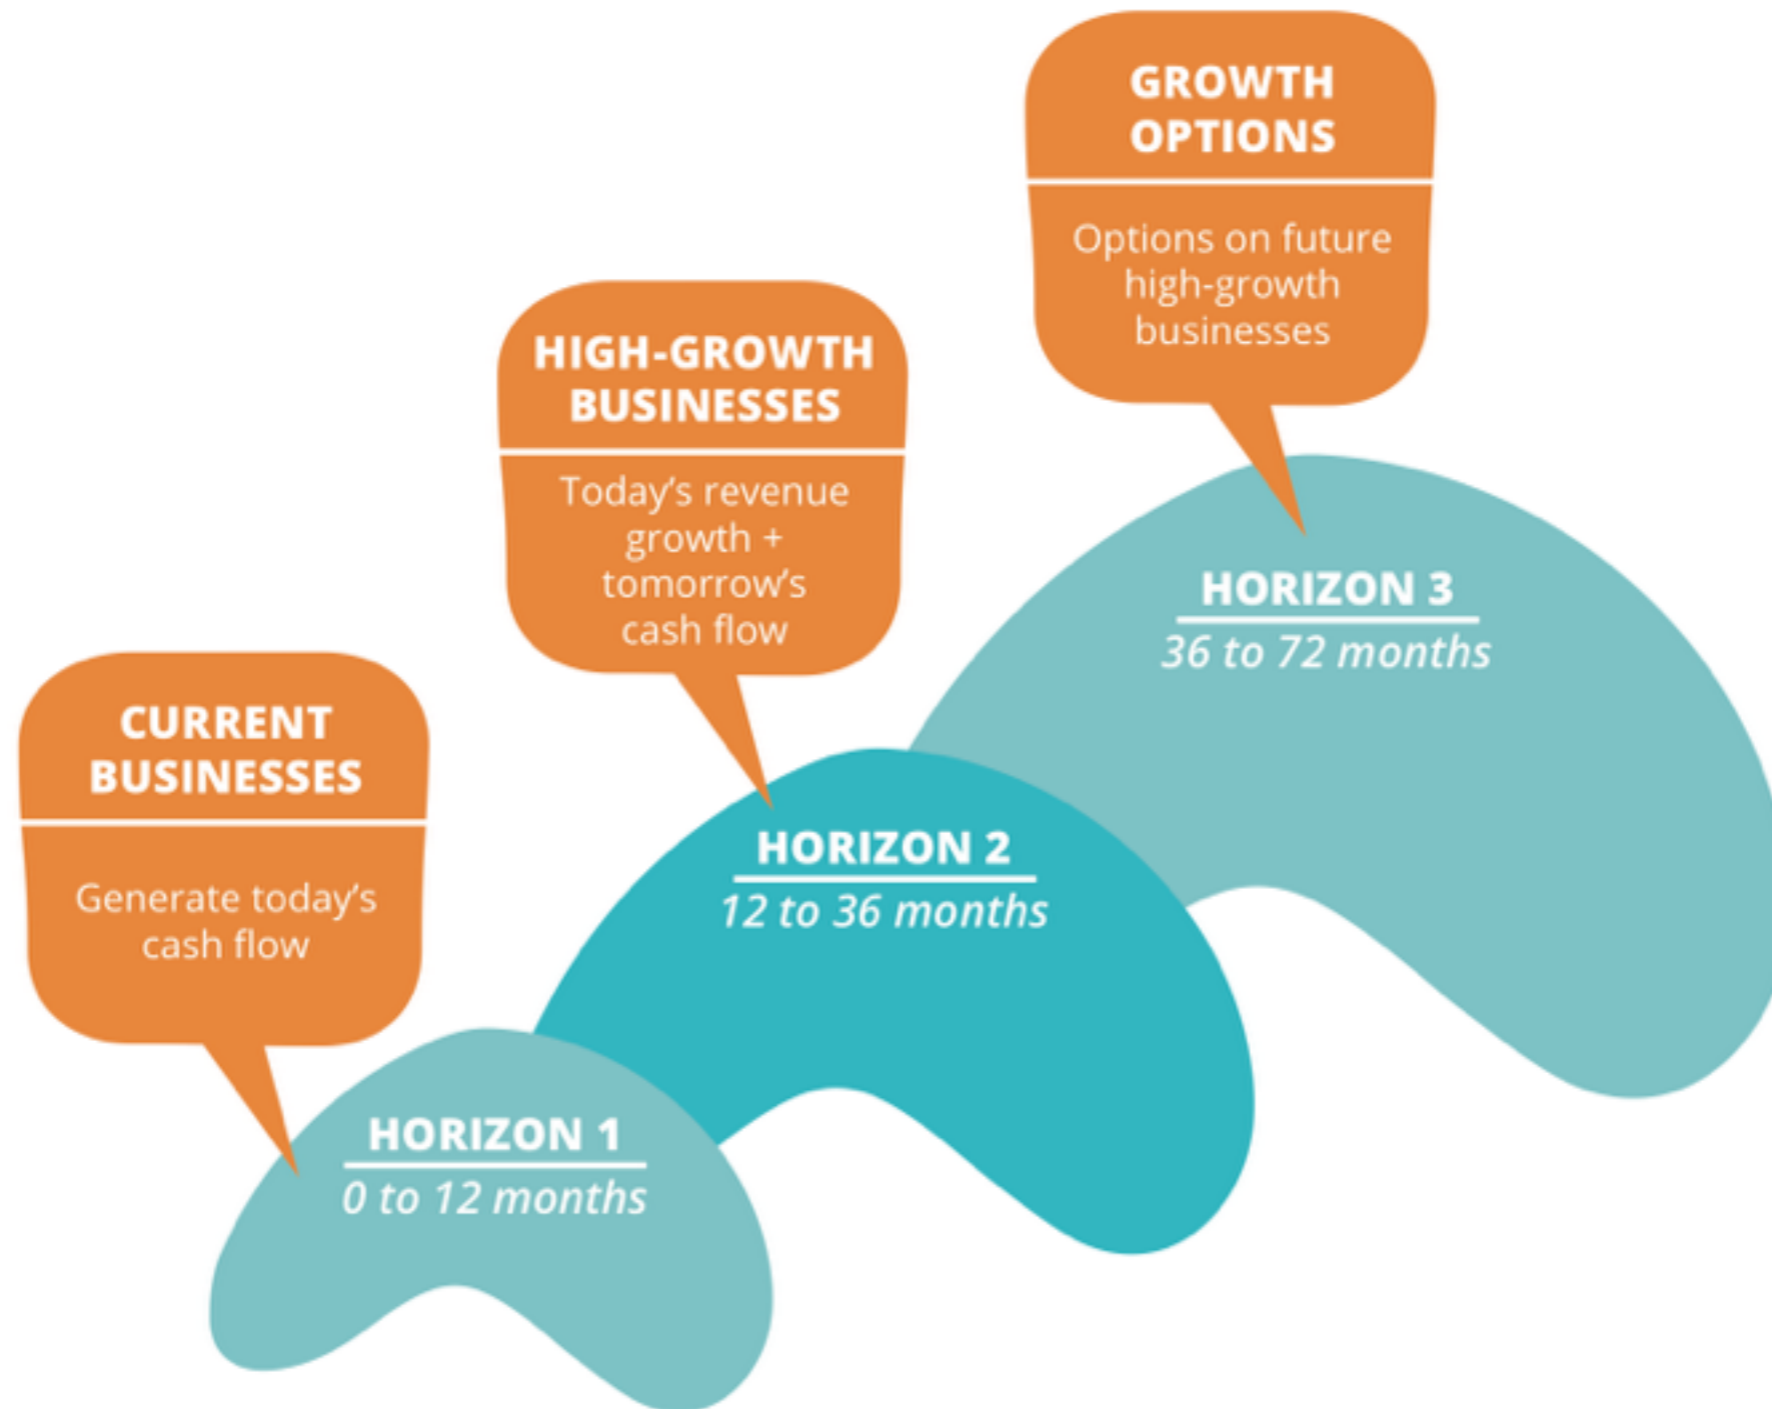 GROWTH
OPTIONS
Options on future
high-growth
businesses
HIGH-GROWTH
BUSINESSES
Today’s revenue
growth +
tomorrow’s
cash flow
HORIZON 3
36 to 72 months
CURRENT
BUSINESSES
Generate today’s
cash flow
HORIZON 2
12 to 36 months
HORIZON 1
0 to 12 months